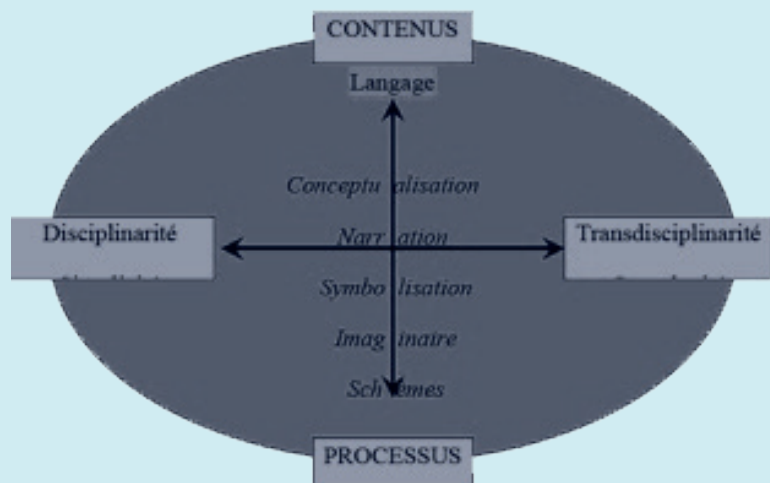 CONTENUS
Langage
Conceptualisation
Disciplinarité
Transdisciplinarité
Narration
Symbolisation
Imaginaire
Schèmes
PROCESSUS